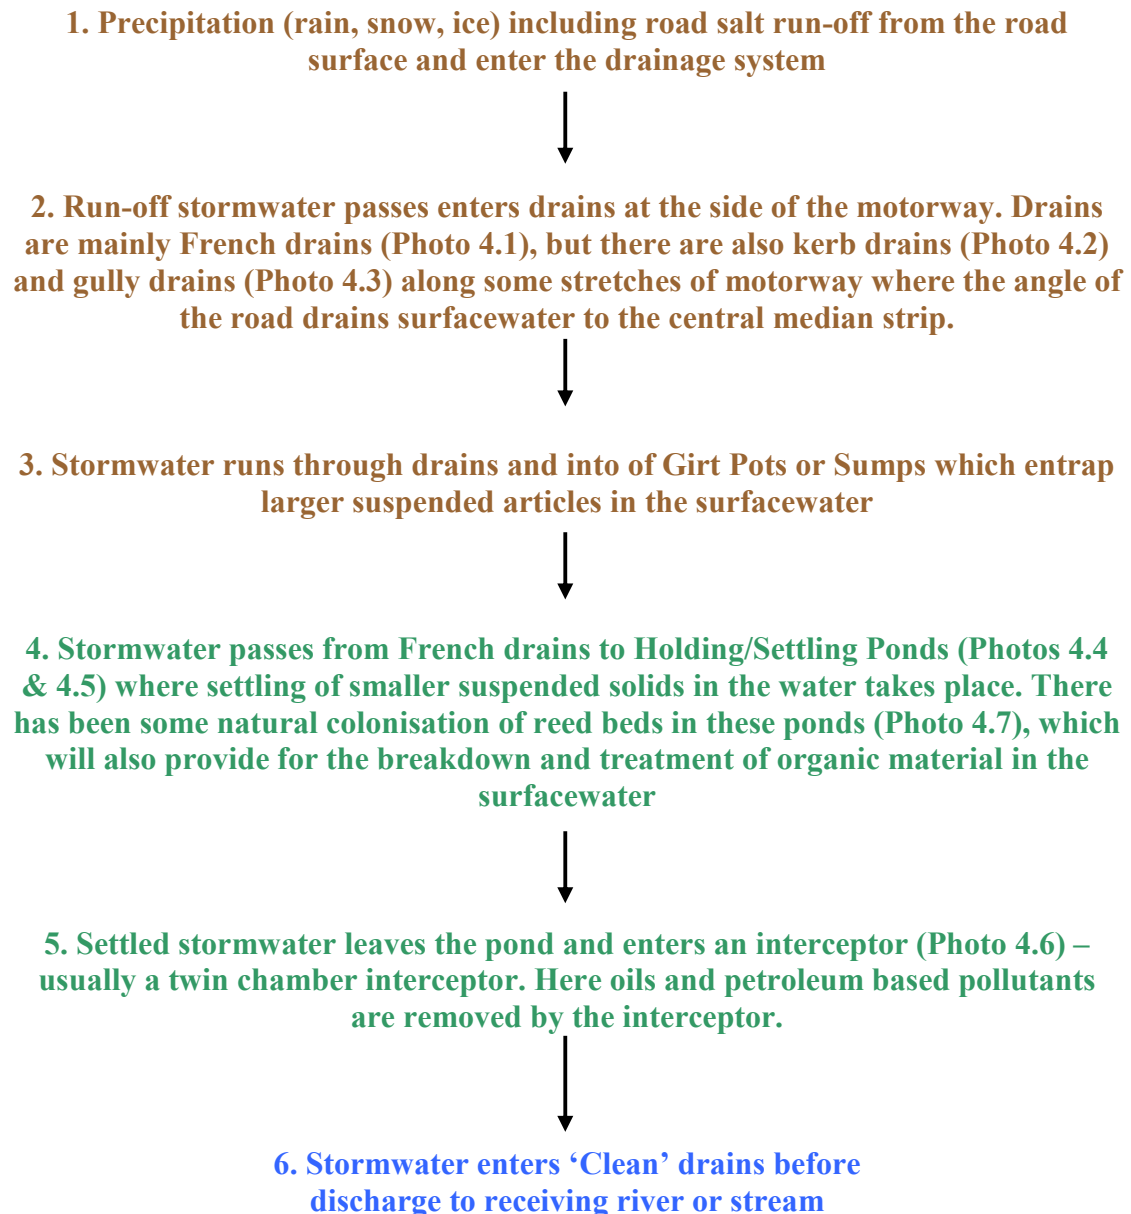 1. Precipitation (rain, snow, ice) including road salt run-off from the road
surface and enter the drainage system
2. Run-off stormwater passes enters drains at the side of the motorway. Drains
are mainly French drains (Photo 4.1), but there are also kerb drains (Photo 4.2)
and gully drains (Photo 4.3) along some stretches of motorway where the angle of
the road drains surfacewater to the central median strip.
3. Stormwater runs through drains and into of Girt Pots or Sumps which entrap
larger suspended articles in the surfacewater
4. Stormwater passes from French drains to Holding/Settling Ponds (Photos 4.4
& 4.5) where settling of smaller suspended solids in the water takes place. There
has been some natural colonisation of reed beds in these ponds (Photo 4.7), which
will also provide for the breakdown and treatment of organic material in the
surfacewater
5. Settled stormwater leaves the pond and enters an interceptor (Photo 4.6) –
usually a twin chamber interceptor. Here oils and petroleum based pollutants
are removed by the interceptor.
6. Stormwater enters ‘Clean’ drains before
discharge to receiving river or stream